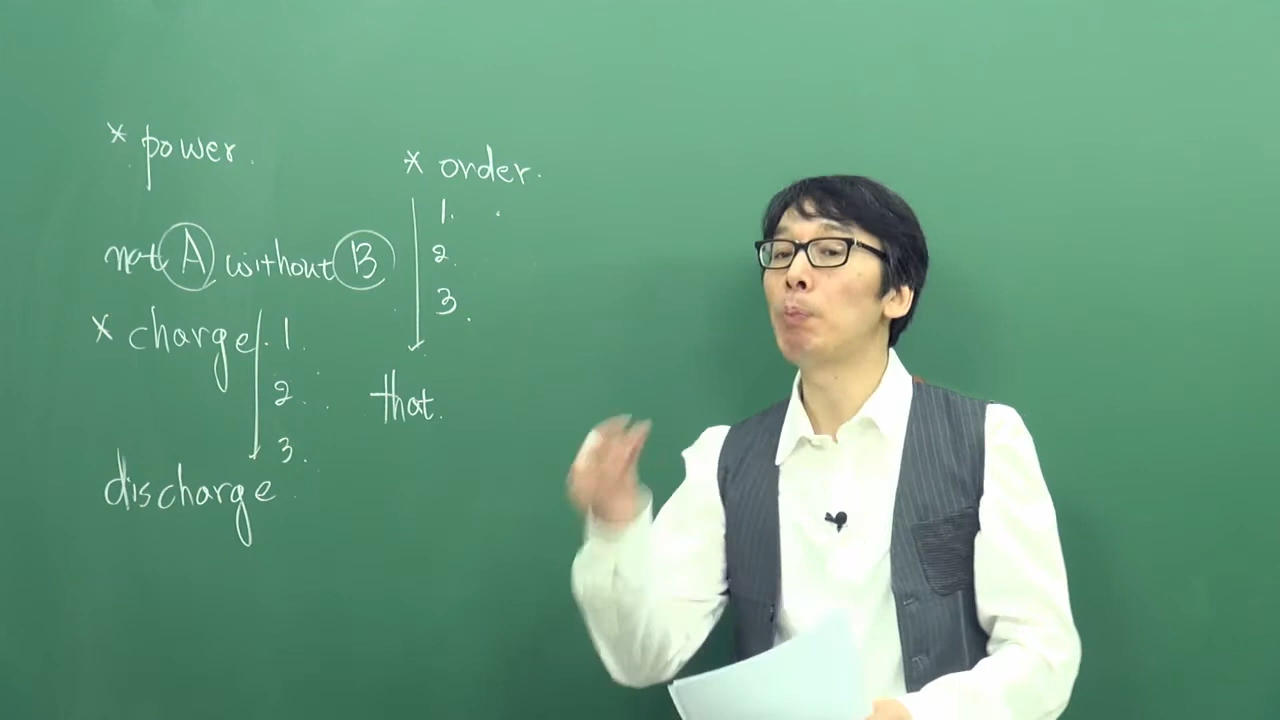 * power.
not A without B
* charge. 1.
2.
3.
discharge
* order.
1.
2.
3.
that.